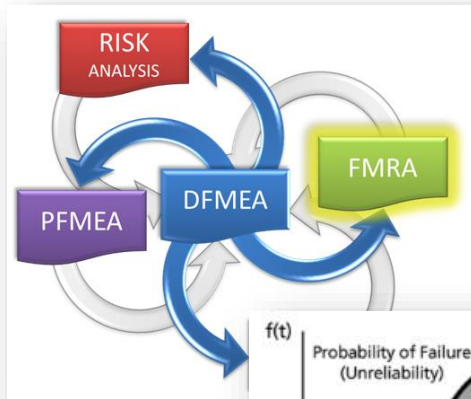 RISK
ANALYSIS
FMRA
DFMEA
PFMEA
f(t)
Probability of Failure
(Unreliability)